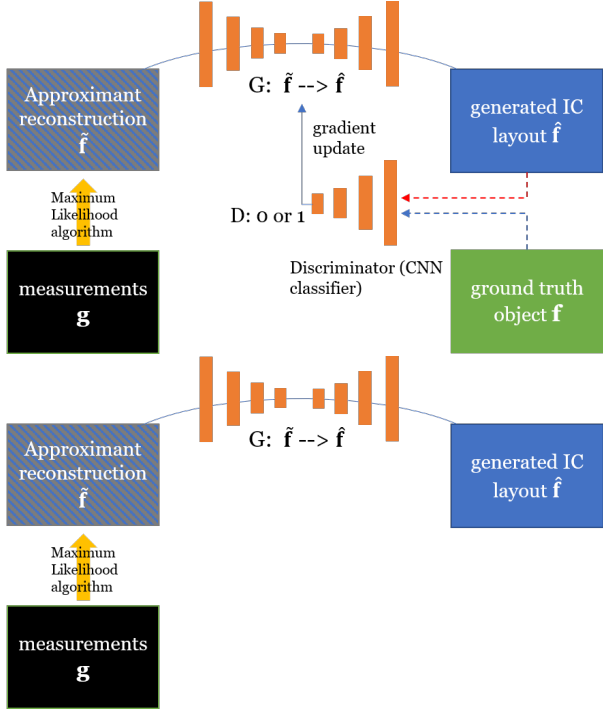 Approximant
reconstruction
f̃
G: f̃ --> f̂
generated IC
layout f̂
gradient
update
Maximum
Likelihood
algorithm
D: 0 or 1
Discriminator (CNN
classifier)
measurements
g
ground truth
object f
Approximant
reconstruction
f̃
G: f̃ --> f̂
generated IC
layout f̂
Maximum
Likelihood
algorithm
measurements
g